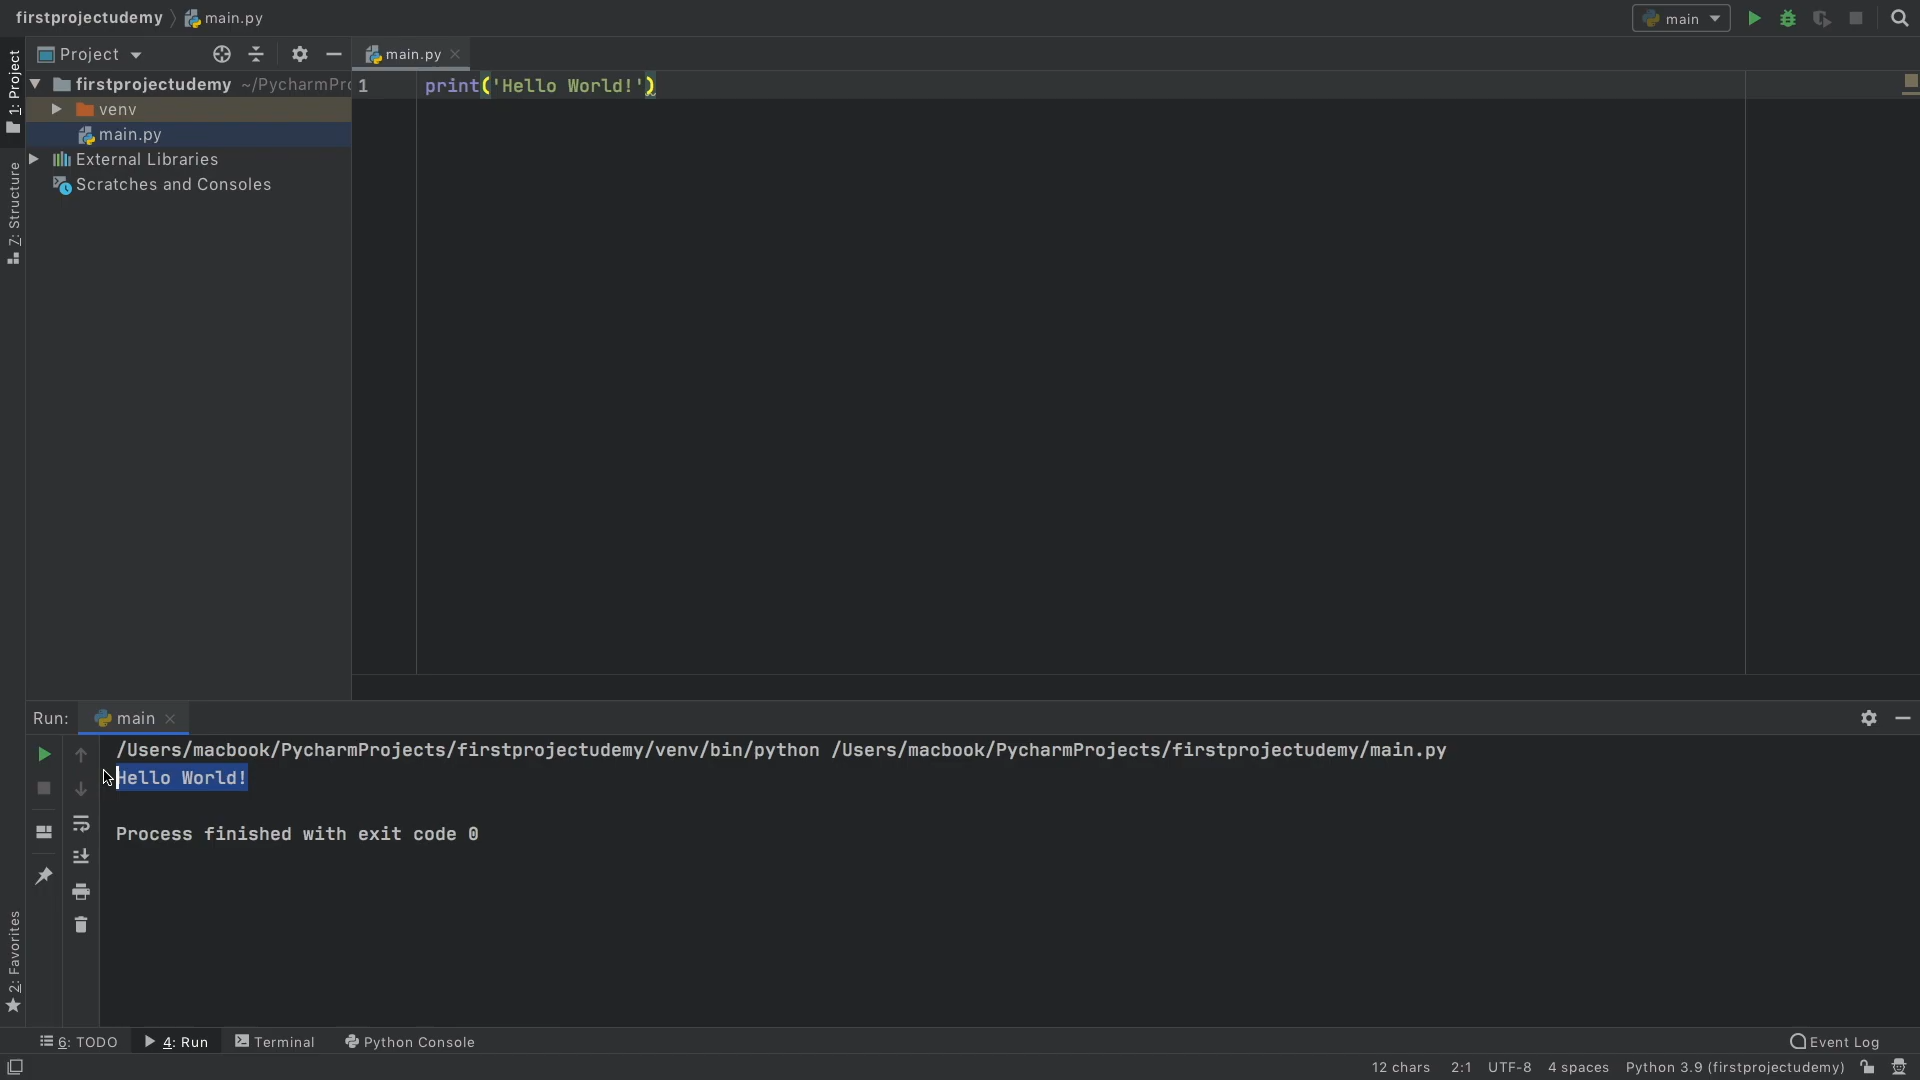 firstprojectudemy
main.py
main
1: Project
Project
main.py
firstprojectudemy ~/PycharmPro
venv
main.py
External Libraries
Scratches and Consoles
7: Structure
1
print('Hello World!')
Run:
main
/Users/macbook/PycharmProjects/firstprojectudemy/venv/bin/python /Users/macbook/PycharmProjects/firstprojectudemy/main.py
Hello World!
Process finished with exit code 0
2: Favorites
6: TODO
4: Run
Terminal
Python Console
Event Log
12 chars
2:1
UTF-8
4 spaces
Python 3.9 (firstprojectudemy)